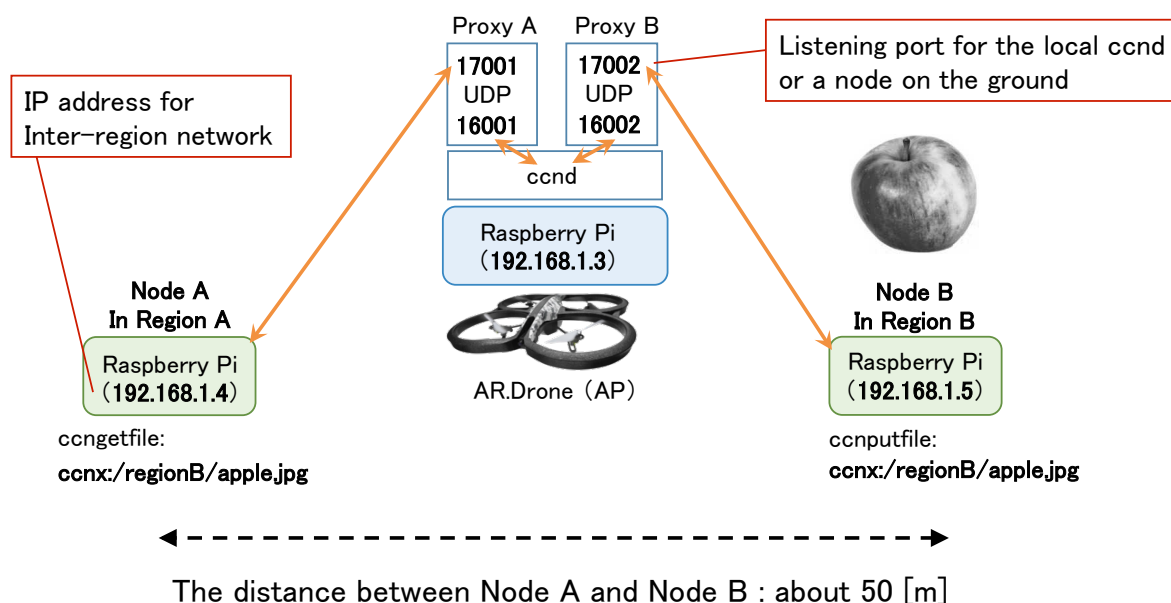 Proxy A
Proxy B
17001
UDP
16001
17002
UDP
16002
Listening port for the local ccnd
or a node on the ground
IP address for
Inter-region network
ccnd
Raspberry Pi
(192.168.1.3)
AR.Drone (AP)
Node A
In Region A
Raspberry Pi
(192.168.1.4)
ccngetfile:
ccnx:/regionB/apple.jpg
Node B
In Region B
Raspberry Pi
(192.168.1.5)
ccnputfile:
ccnx:/regionB/apple.jpg
The distance between Node A and Node B : about 50 [m]